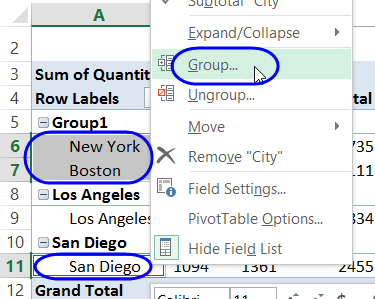 Subtotal "City"
A
2
Expand/Collapse
3 Sum of Quantit Group...
4 Row Labels Ungroup... tal
5 Group1
6 New York Move 735
7 Boston Remove "City" 111
8 Los Angeles Field Settings...
9 Los Angeles PivotTable Options... 334
10 San Diego Hide Field List
11 San Diego 1094 1361 2455
12 Grand Total Calibri 11